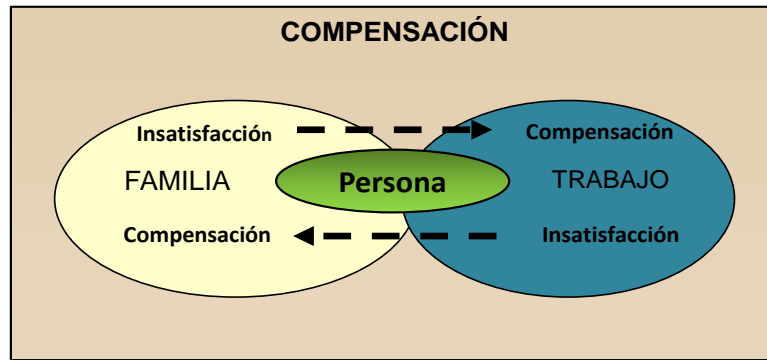 COMPENSACIÓN
Insatisfacción
Compensación
FAMILIA
Persona
TRABAJO
Compensación
Insatisfacción